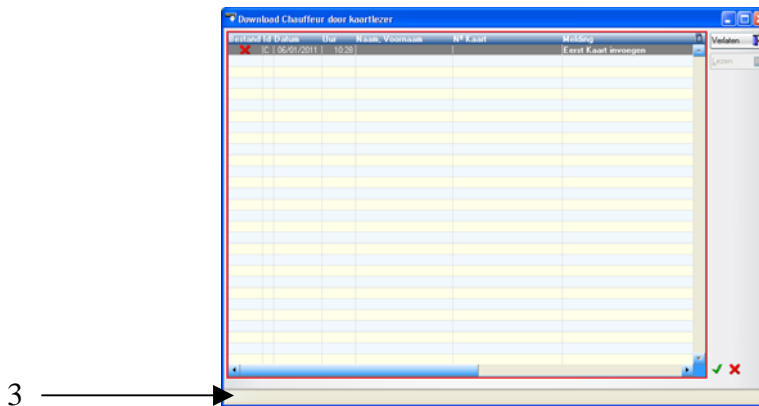 Download Chauffeur door kaartlezer
Bestand Id Datum Uur Naam, Voornaam Nº Kaart Melding
IC 06/01/2011 10:28 Eerst Kaart invoegen
Verlaten
Lezen
3